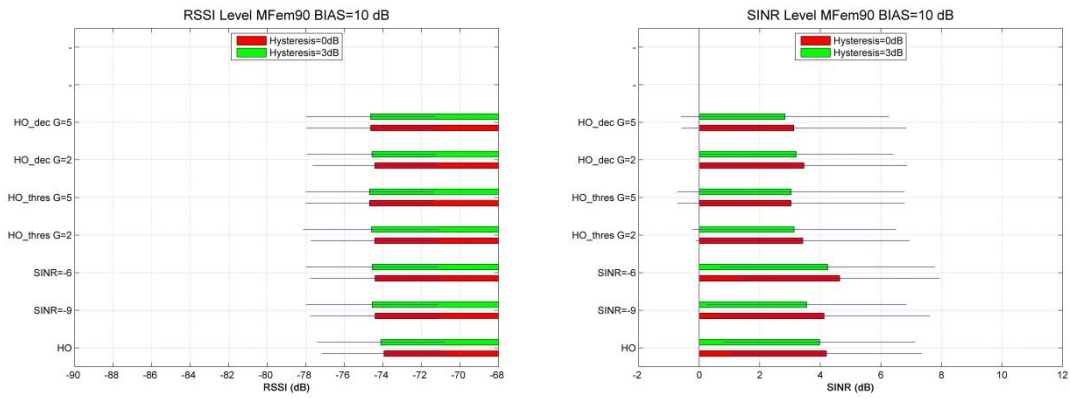 RSSI Level MFem90 BIAS=10 dB
Hysteresis=0dB
Hysteresis=3dB
-
-
HO_dec G=5
HO_dec G=2
HO_thres G=5
HO_thres G=2
SINR=-6
SINR=-9
HO
-90 -88 -86 -84 -82 -80 -78 -76 -74 -72 -70 -68
RSSI (dB)
SINR Level MFem90 BIAS=10 dB
Hysteresis=0dB
Hysteresis=3dB
-
-
HO_dec G=5
HO_dec G=2
HO_thres G=5
HO_thres G=2
SINR=-6
SINR=-9
HO
-2 0 2 4 6 8 10 12
SINR (dB)